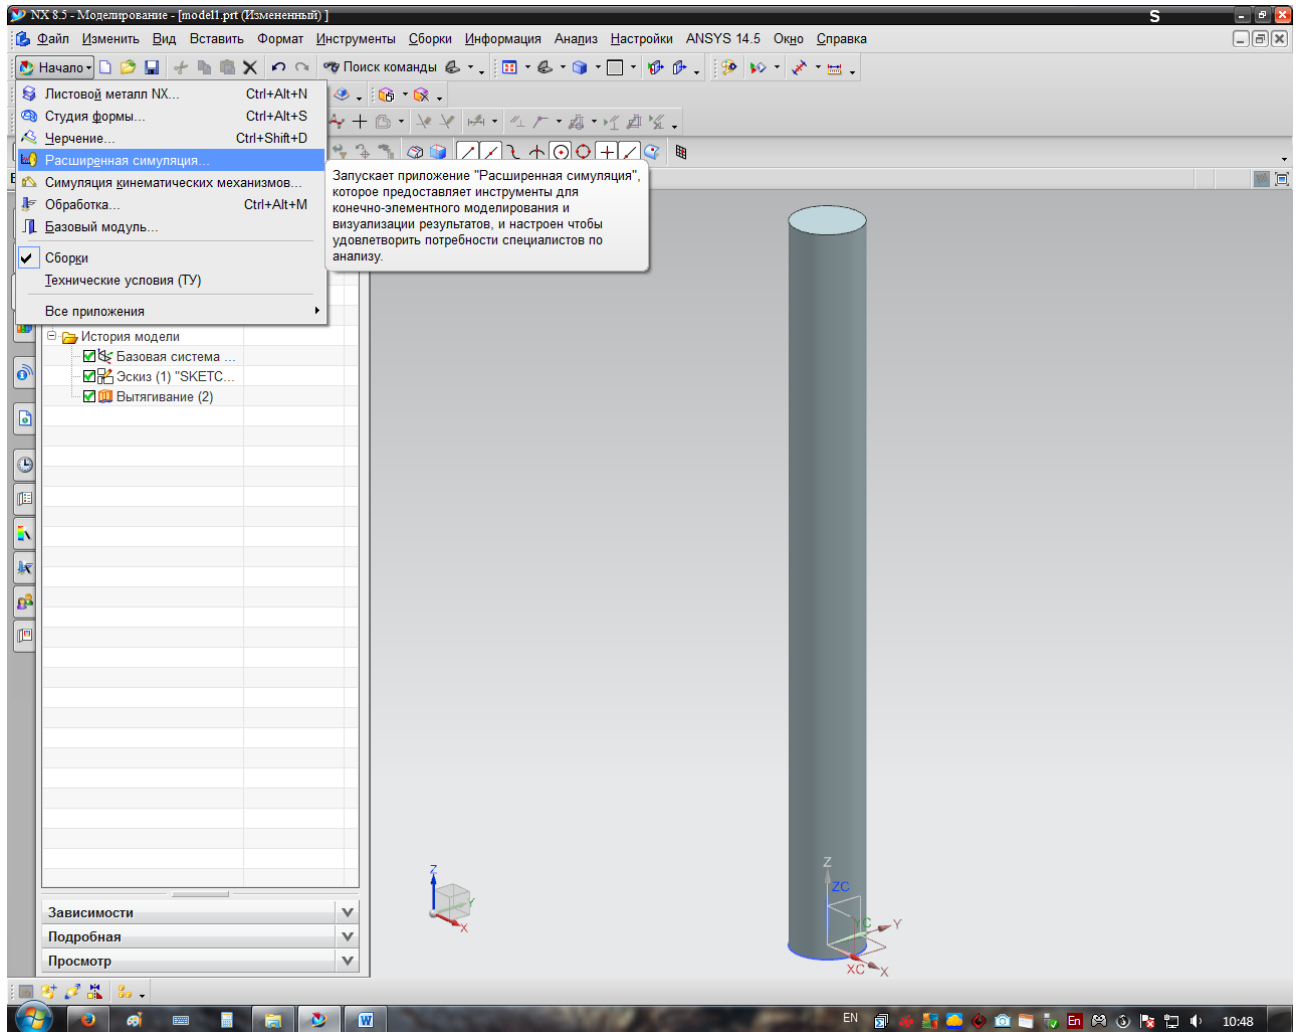 NX 8.5 - Моделирование - [model1.prt (Измененный) ]
S
Файл Изменить Вид Вставить Формат Инструменты Сборки Информация Анализ Настройки ANSYS 14.5 Окно Справка
Начало Поиск команды
Листовой металл NX... Ctrl+Alt+N
Студия формы... Ctrl+Alt+S
Черчение... Ctrl+Shift+D
Расширенная симуляция...
Симуляция кинематических механизмов...
Обработка... Ctrl+Alt+M
Базовый модуль...
Сборки
Технические условия (ТУ)
Все приложения
Запускает приложение "Расширенная симуляция",
которое предоставляет инструменты для
конечно-элементного моделирования и
визуализации результатов, и настроен чтобы
удовлетворить потребности специалистов по
анализу.
История модели
Базовая система ...
Эскиз (1) "SKETC...
Вытягивание (2)
Зависимости
Подробная
Просмотр
Z
Y
X
Z
ZC
YC
Y
XC
X
EN
En
10:48